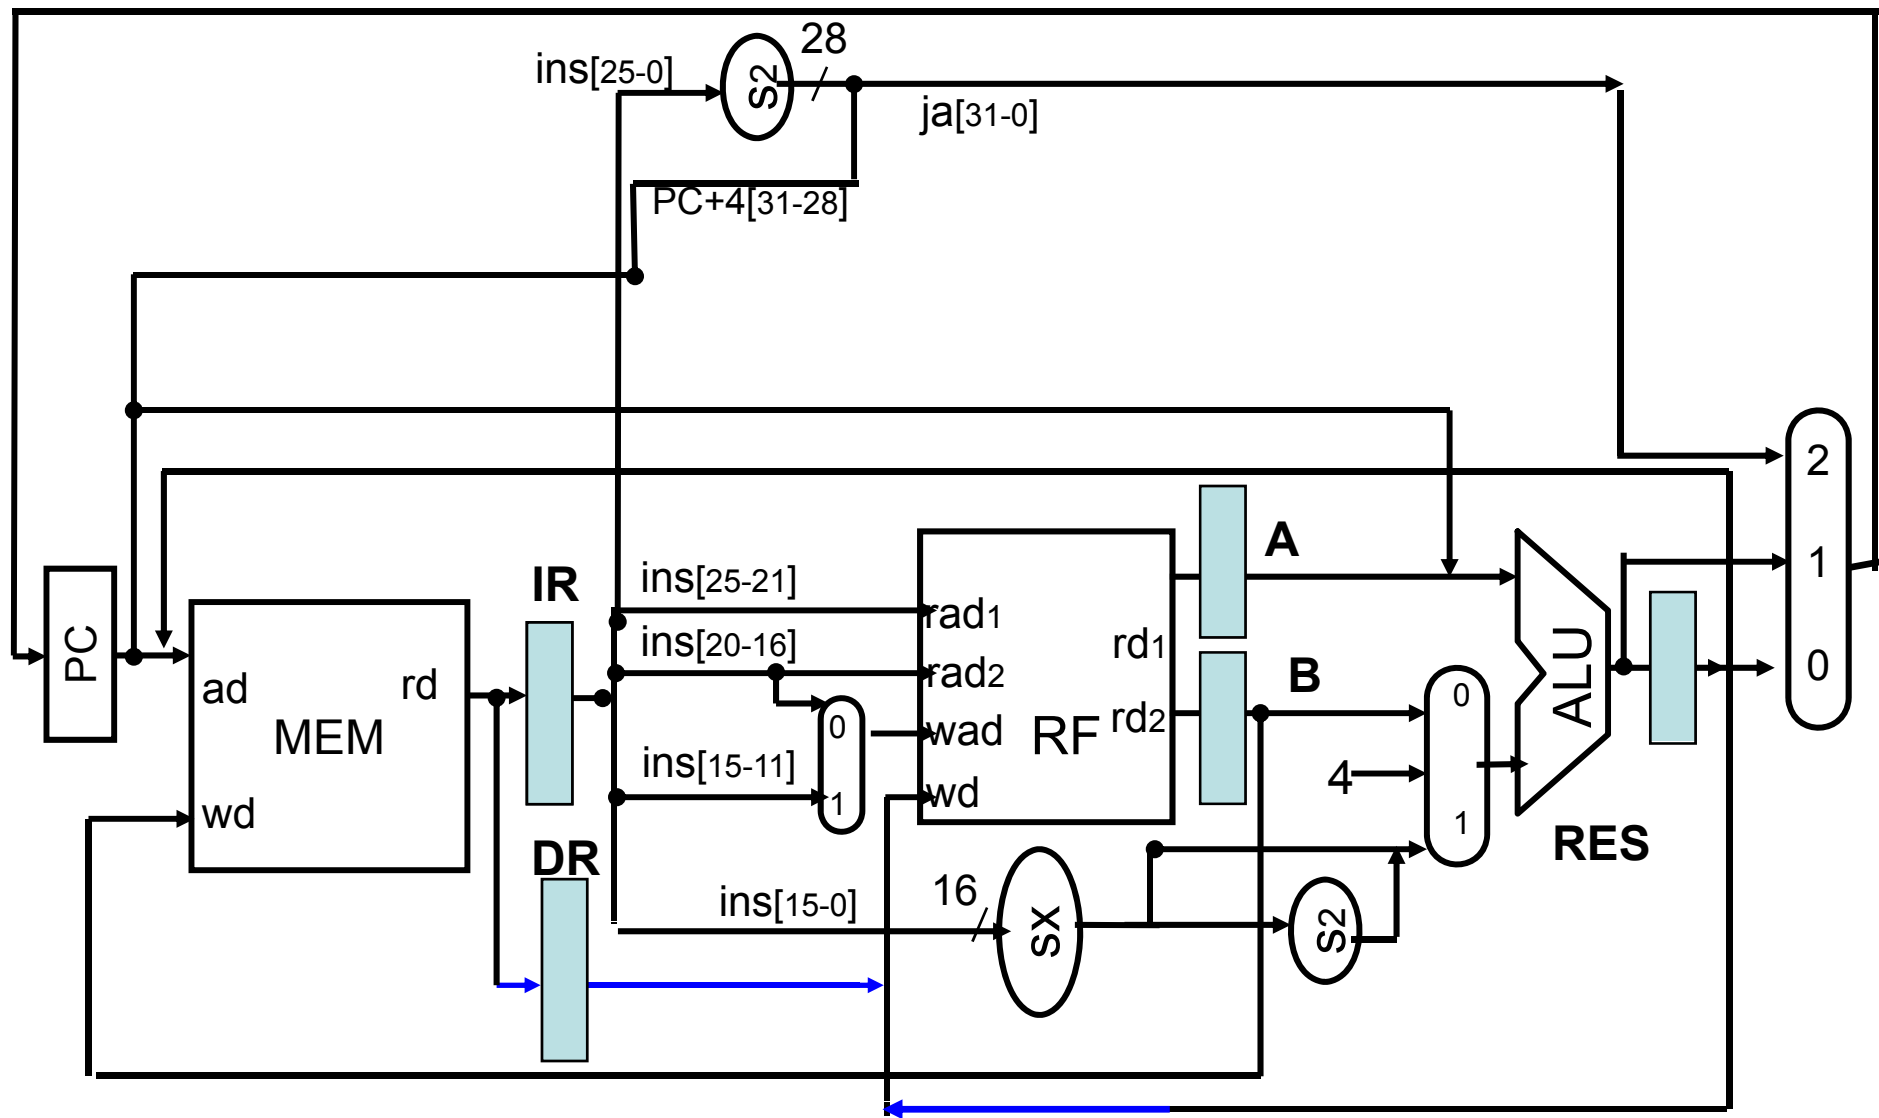 28
ins[25-0]
s2
ja[31-0]
PC+4[31-28]
2
A
1
IR
ins[25-21]
rad1
PC
ins[20-16]
rd1
ALU
0
ad
rd
rad2
B
0
MEM
0
wad
RF
rd2
ins[15-11]
4
1
wd
wd
1
DR
RES
ins[15-0]
16
sx
s2